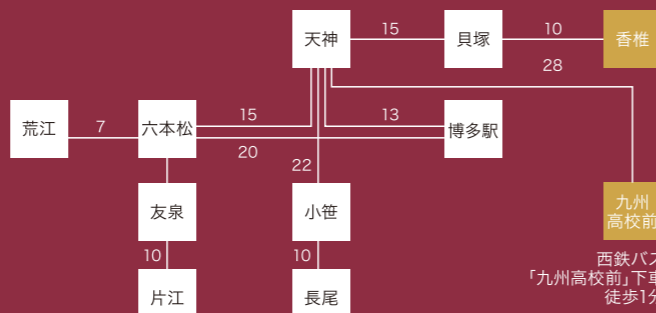 天神
15
貝塚
10
香椎
28
荒江
7
六本松
15
13
博多駅
20
22
友泉
小笹
九州
高校前
10
10
片江
長尾
西鉄バス
「九州高校前」下車
徒歩1分